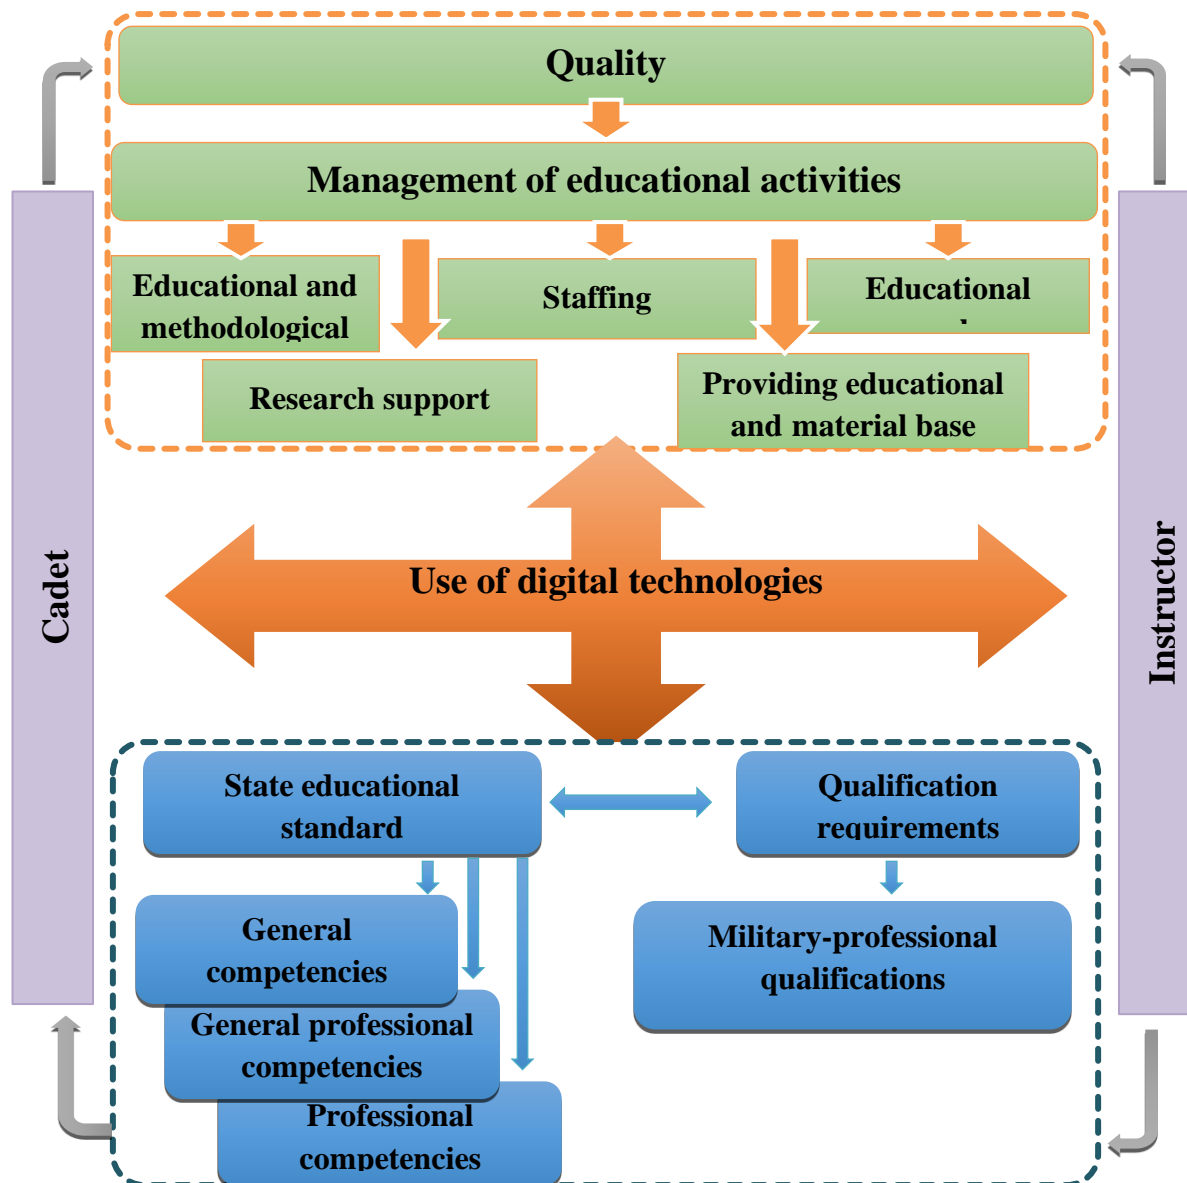 Quality
Management of educational activities
Educational and
methodological
Staffing
Educational
Research support
Providing educational
and material base
Cadet
Use of digital technologies
Instructor
State educational
standard
Qualification
requirements
General
competencies
Military-professional
qualifications
General professional
competencies
Professional
competencies